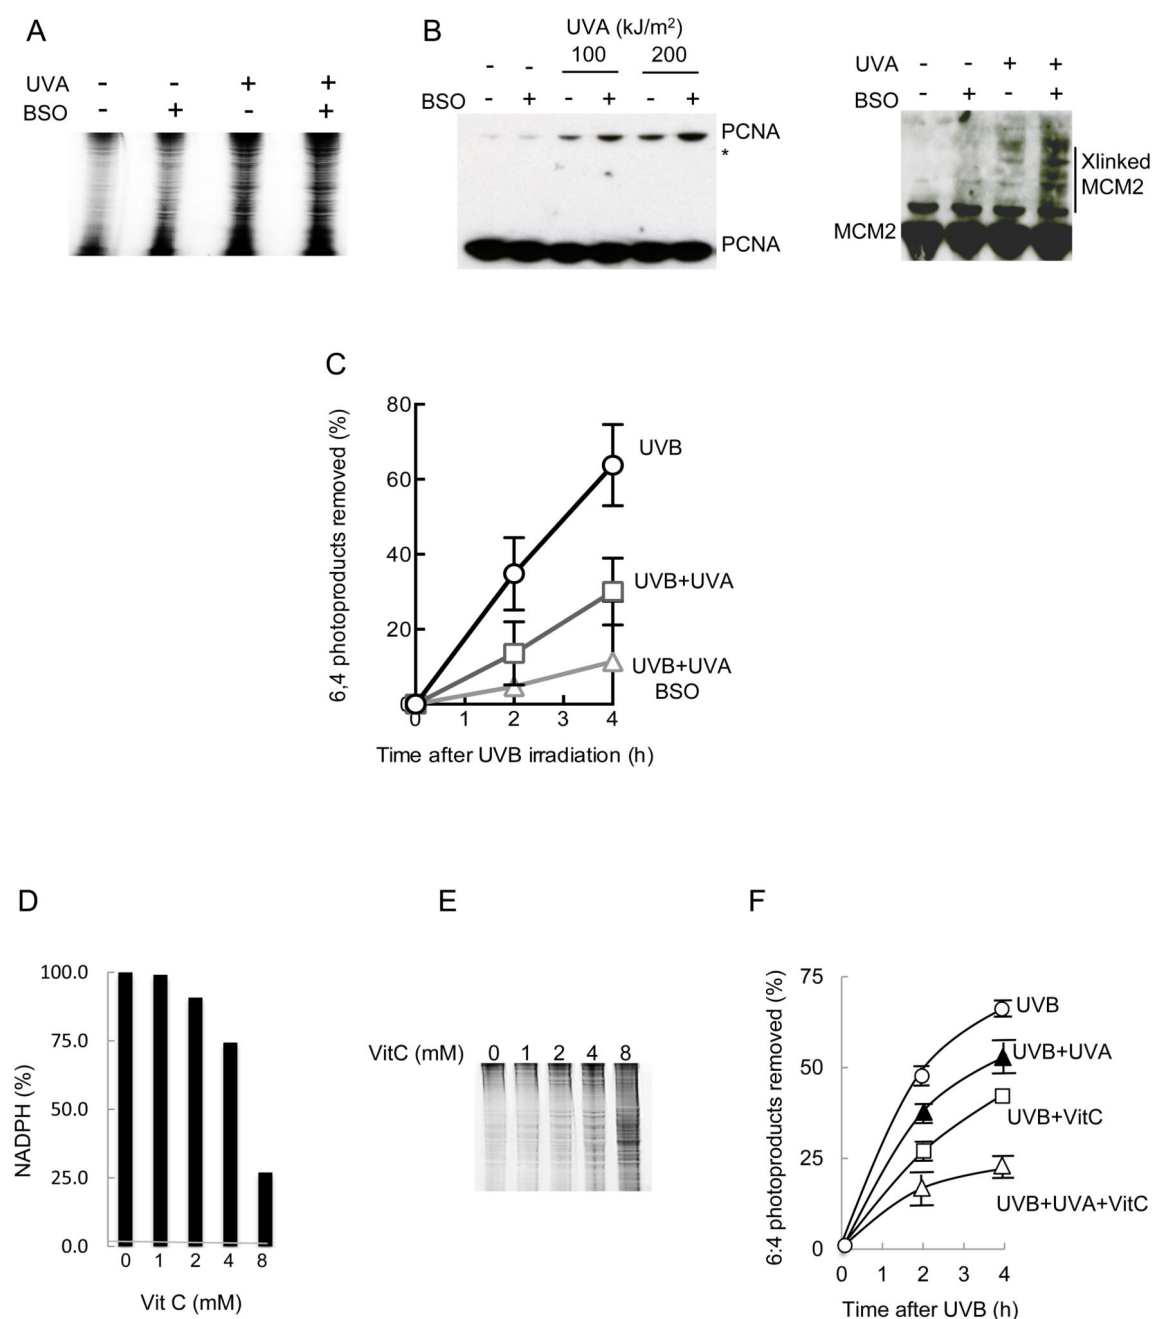 A
UVA - - + +
BSO - + - +
B
UVA (kJ/m²)
- - 100 200
BSO - + - + - +
PCNA
*
PCNA
UVA - - + +
BSO - + - +
Xlinked
MCM2
MCM2
C
6,4 photoproducts removed (%)
80
60
40
20
0
UVB
UVB+UVA
UVB+UVA
BSO
0 1 2 3 4
Time after UVB irradiation (h)
D
NADPH (%)
100.0
75.0
50.0
25.0
0.0
0 1 2 4 8
Vit C (mM)
E
VitC (mM) 0 1 2 4 8
F
6:4 photoproducts removed (%)
75
50
25
0
UVB
UVB+UVA
UVB+VitC
UVB+UVA+VitC
0 1 2 3 4
Time after UVB (h)